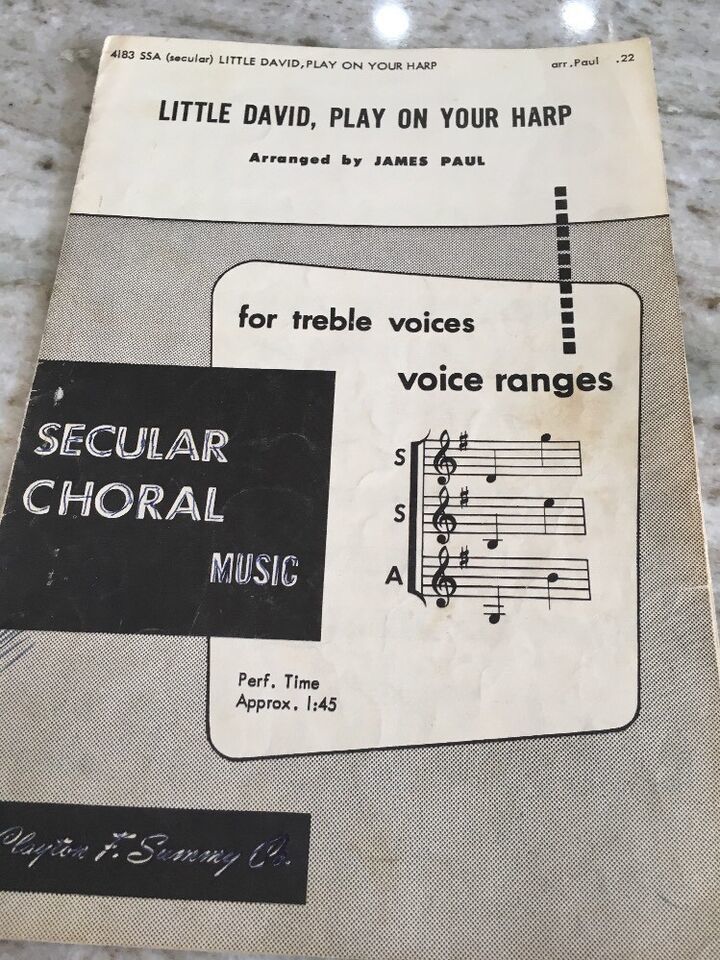 4183 SSA (secular) LITTLE DAVID, PLAY ON YOUR HARP arr. Paul .22
LITTLE DAVID, PLAY ON YOUR HARP
Arranged by JAMES PAUL
for treble voices
voice ranges
SECULAR
CHORAL
MUSIC
S
S
A
Perf. Time
Approx. 1:45
Clayton F. Summy Co.